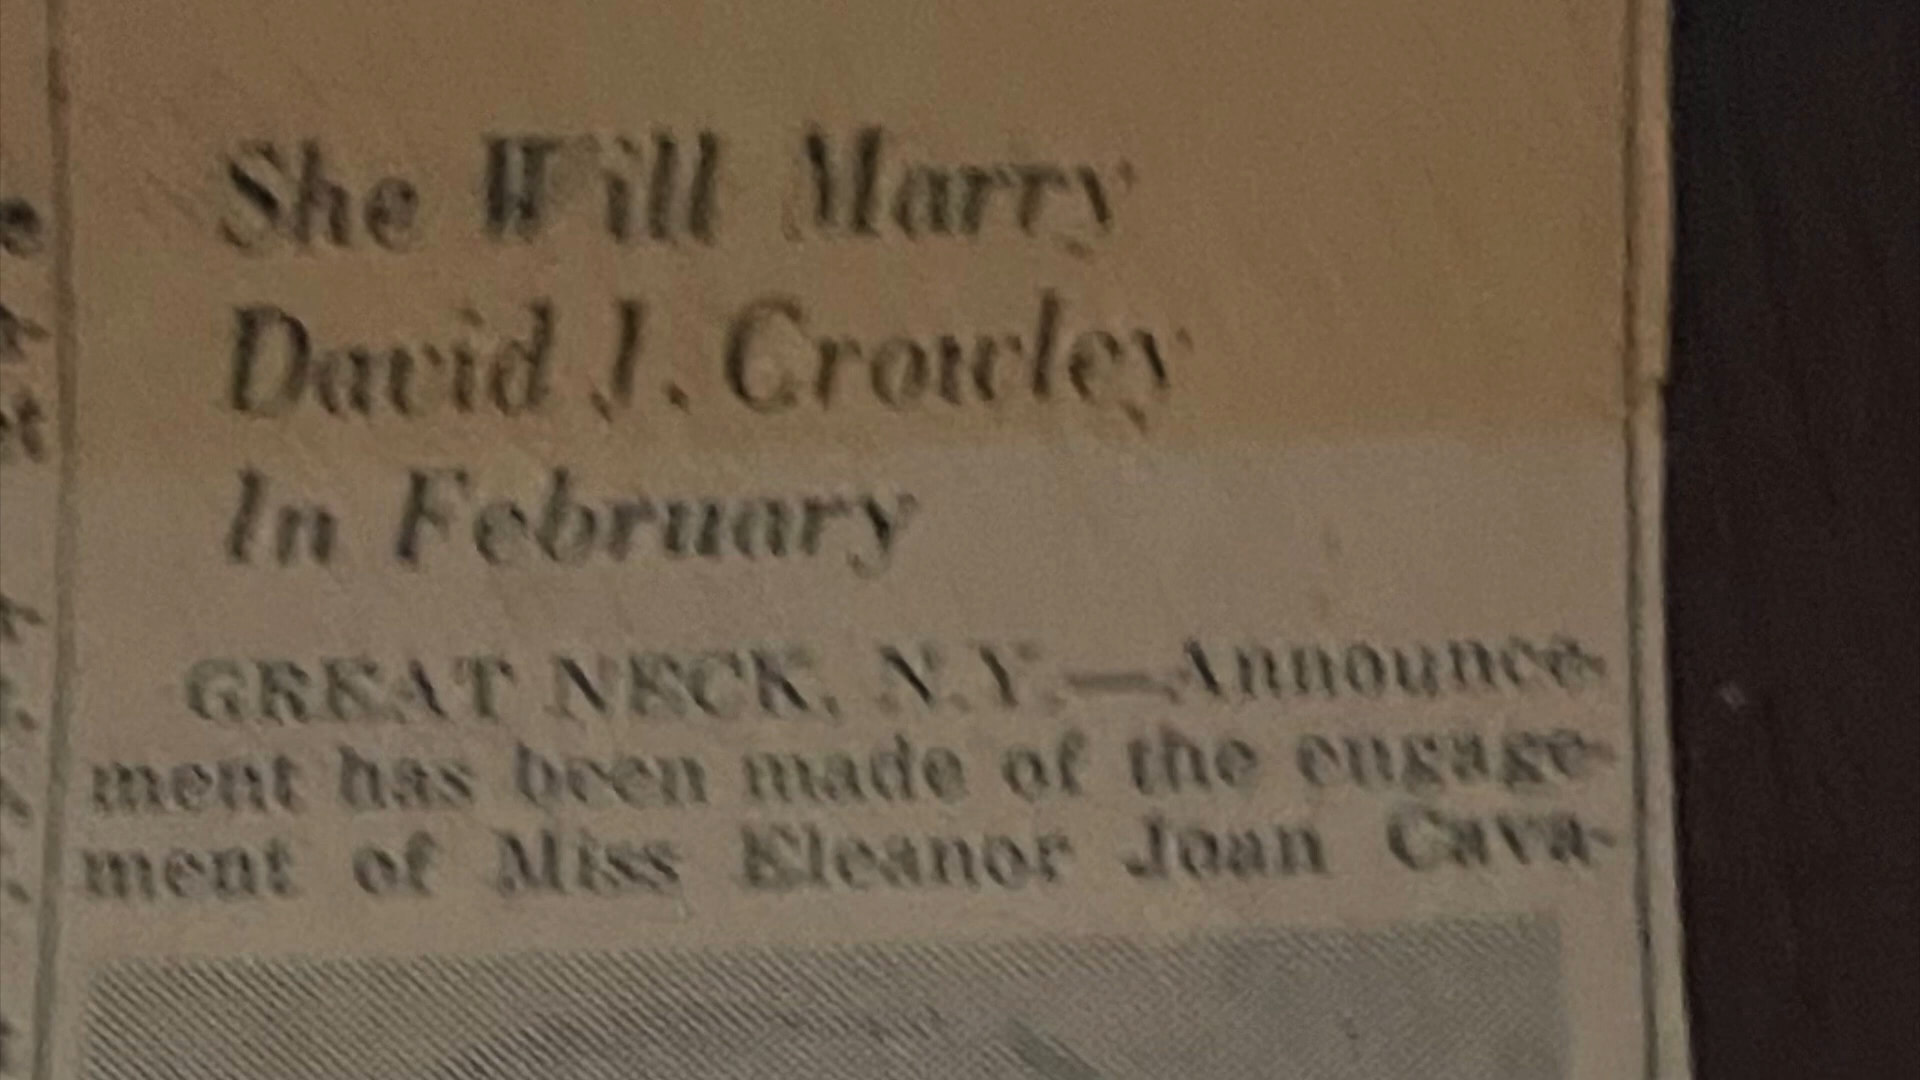 She Will Marry
David J. Crowley
In February
GREAT NECK, N.Y.—Announce-
ment has been made of the engage-
ment of Miss Eleanor Joan Cava-